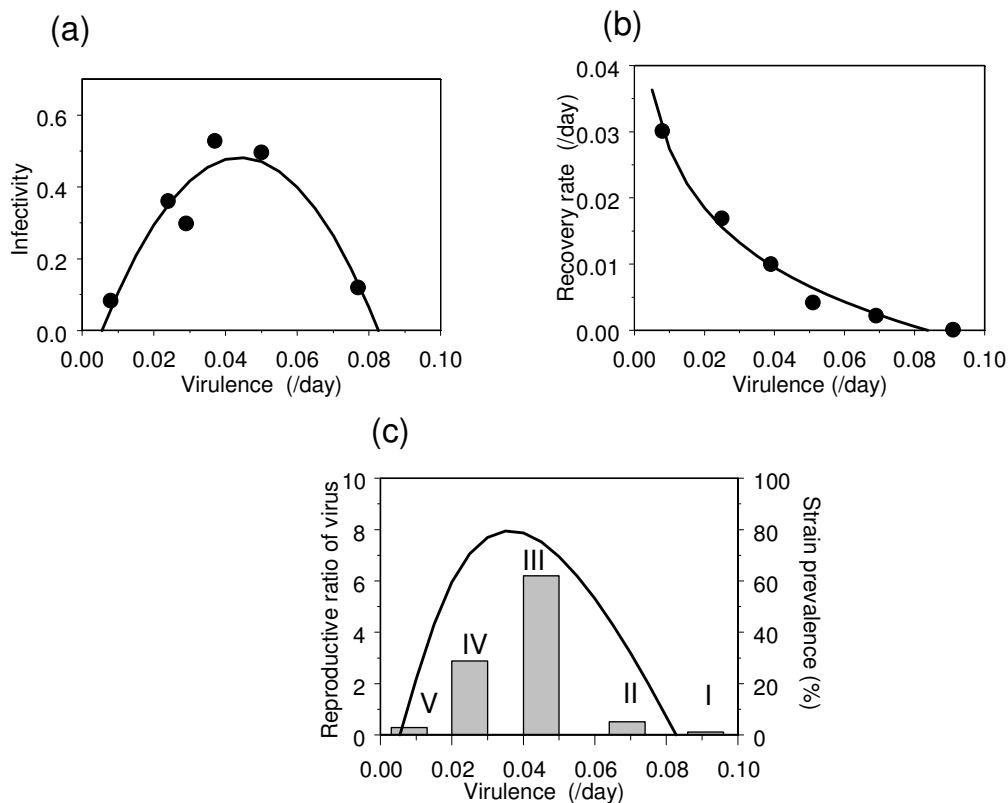 (a)
Infectivity
0.6
0.4
0.2
0.0
0.00 0.02 0.04 0.06 0.08 0.10
Virulence (/day)
(b)
Recovery rate (/day)
0.04
0.03
0.02
0.01
0.00
0.00 0.02 0.04 0.06 0.08 0.10
Virulence (/day)
(c)
Reproductive ratio of virus
10
8
6
4
2
0
V IV III II I
100
80
60
40
20
0
Strain prevalence (%)
0.00 0.02 0.04 0.06 0.08 0.10
Virulence (/day)